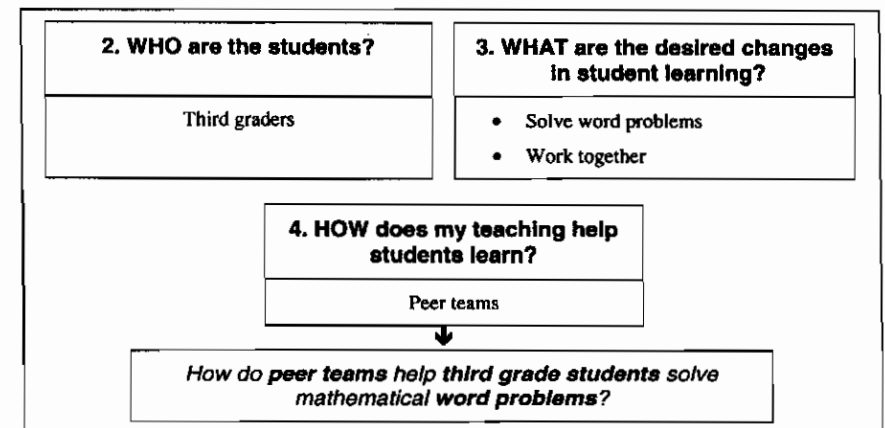 2. WHO are the students?
Third graders
3. WHAT are the desired changes
in student learning?
• Solve word problems
• Work together
4. HOW does my teaching help
students learn?
Peer teams
How do peer teams help third grade students solve
mathematical word problems?